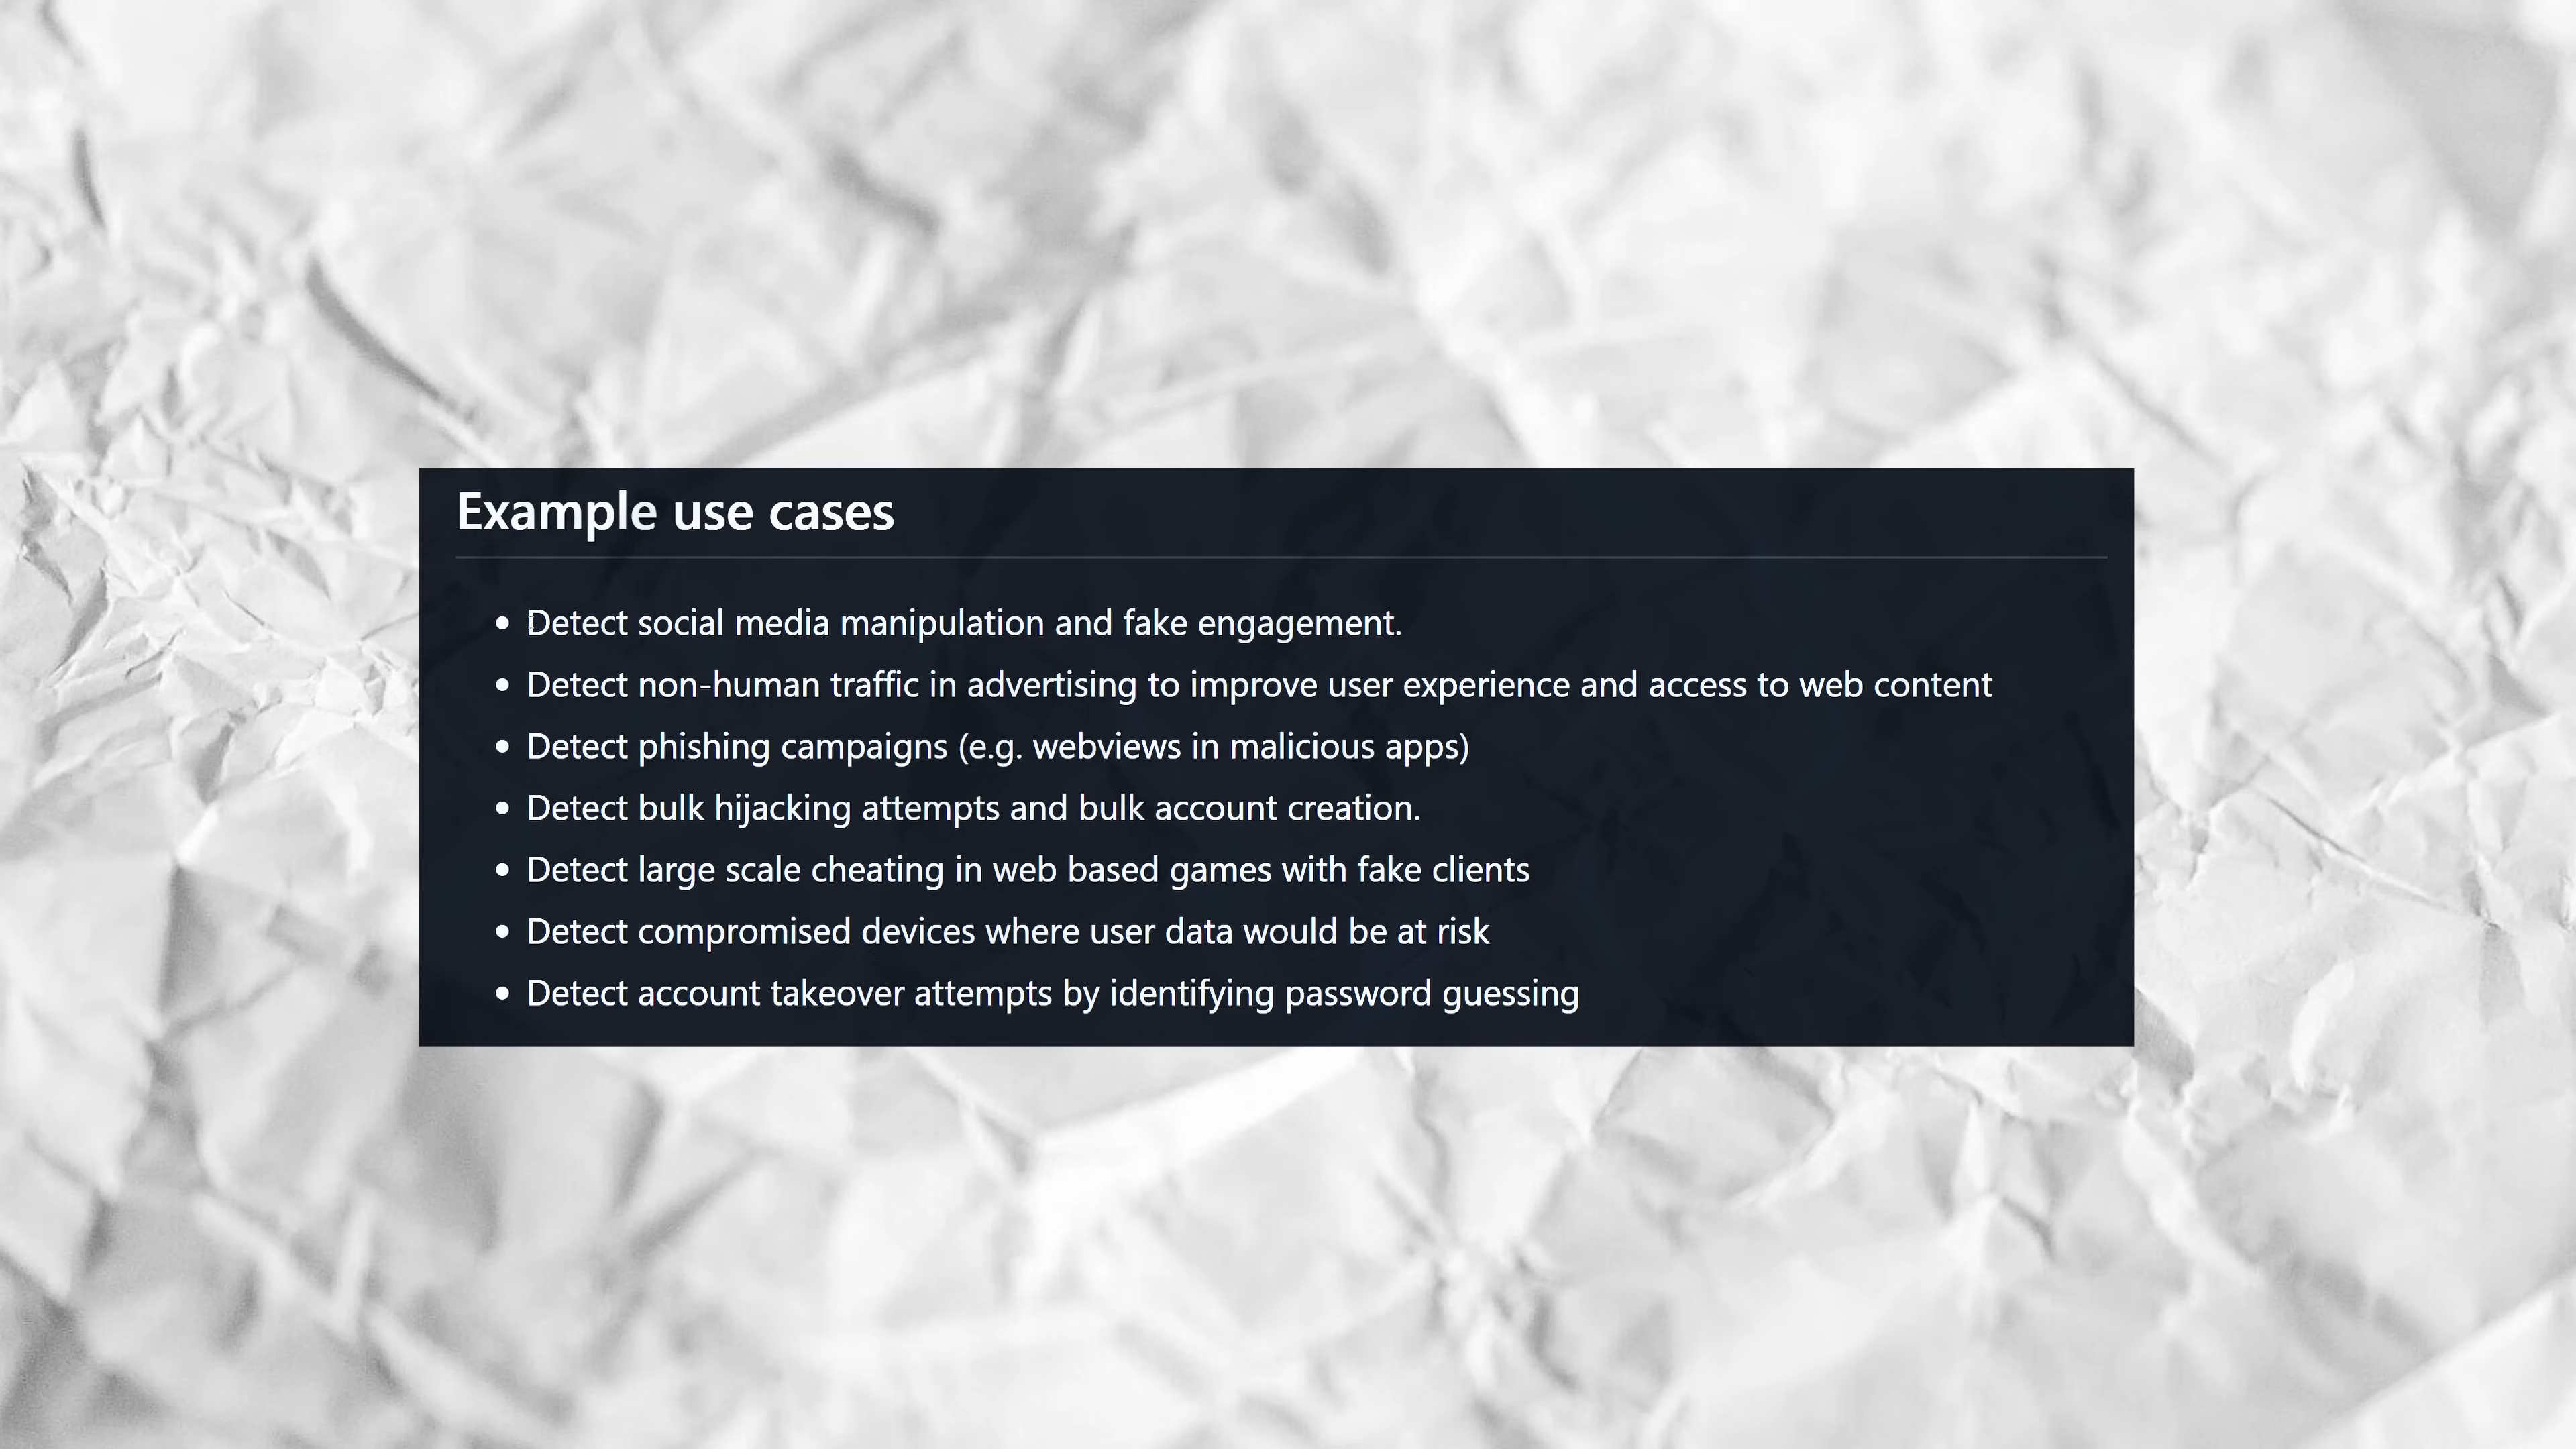 Example use cases
Detect social media manipulation and fake engagement.
Detect non-human traffic in advertising to improve user experience and access to web content
Detect phishing campaigns (e.g. webviews in malicious apps)
Detect bulk hijacking attempts and bulk account creation.
Detect large scale cheating in web based games with fake clients
Detect compromised devices where user data would be at risk
Detect account takeover attempts by identifying password guessing